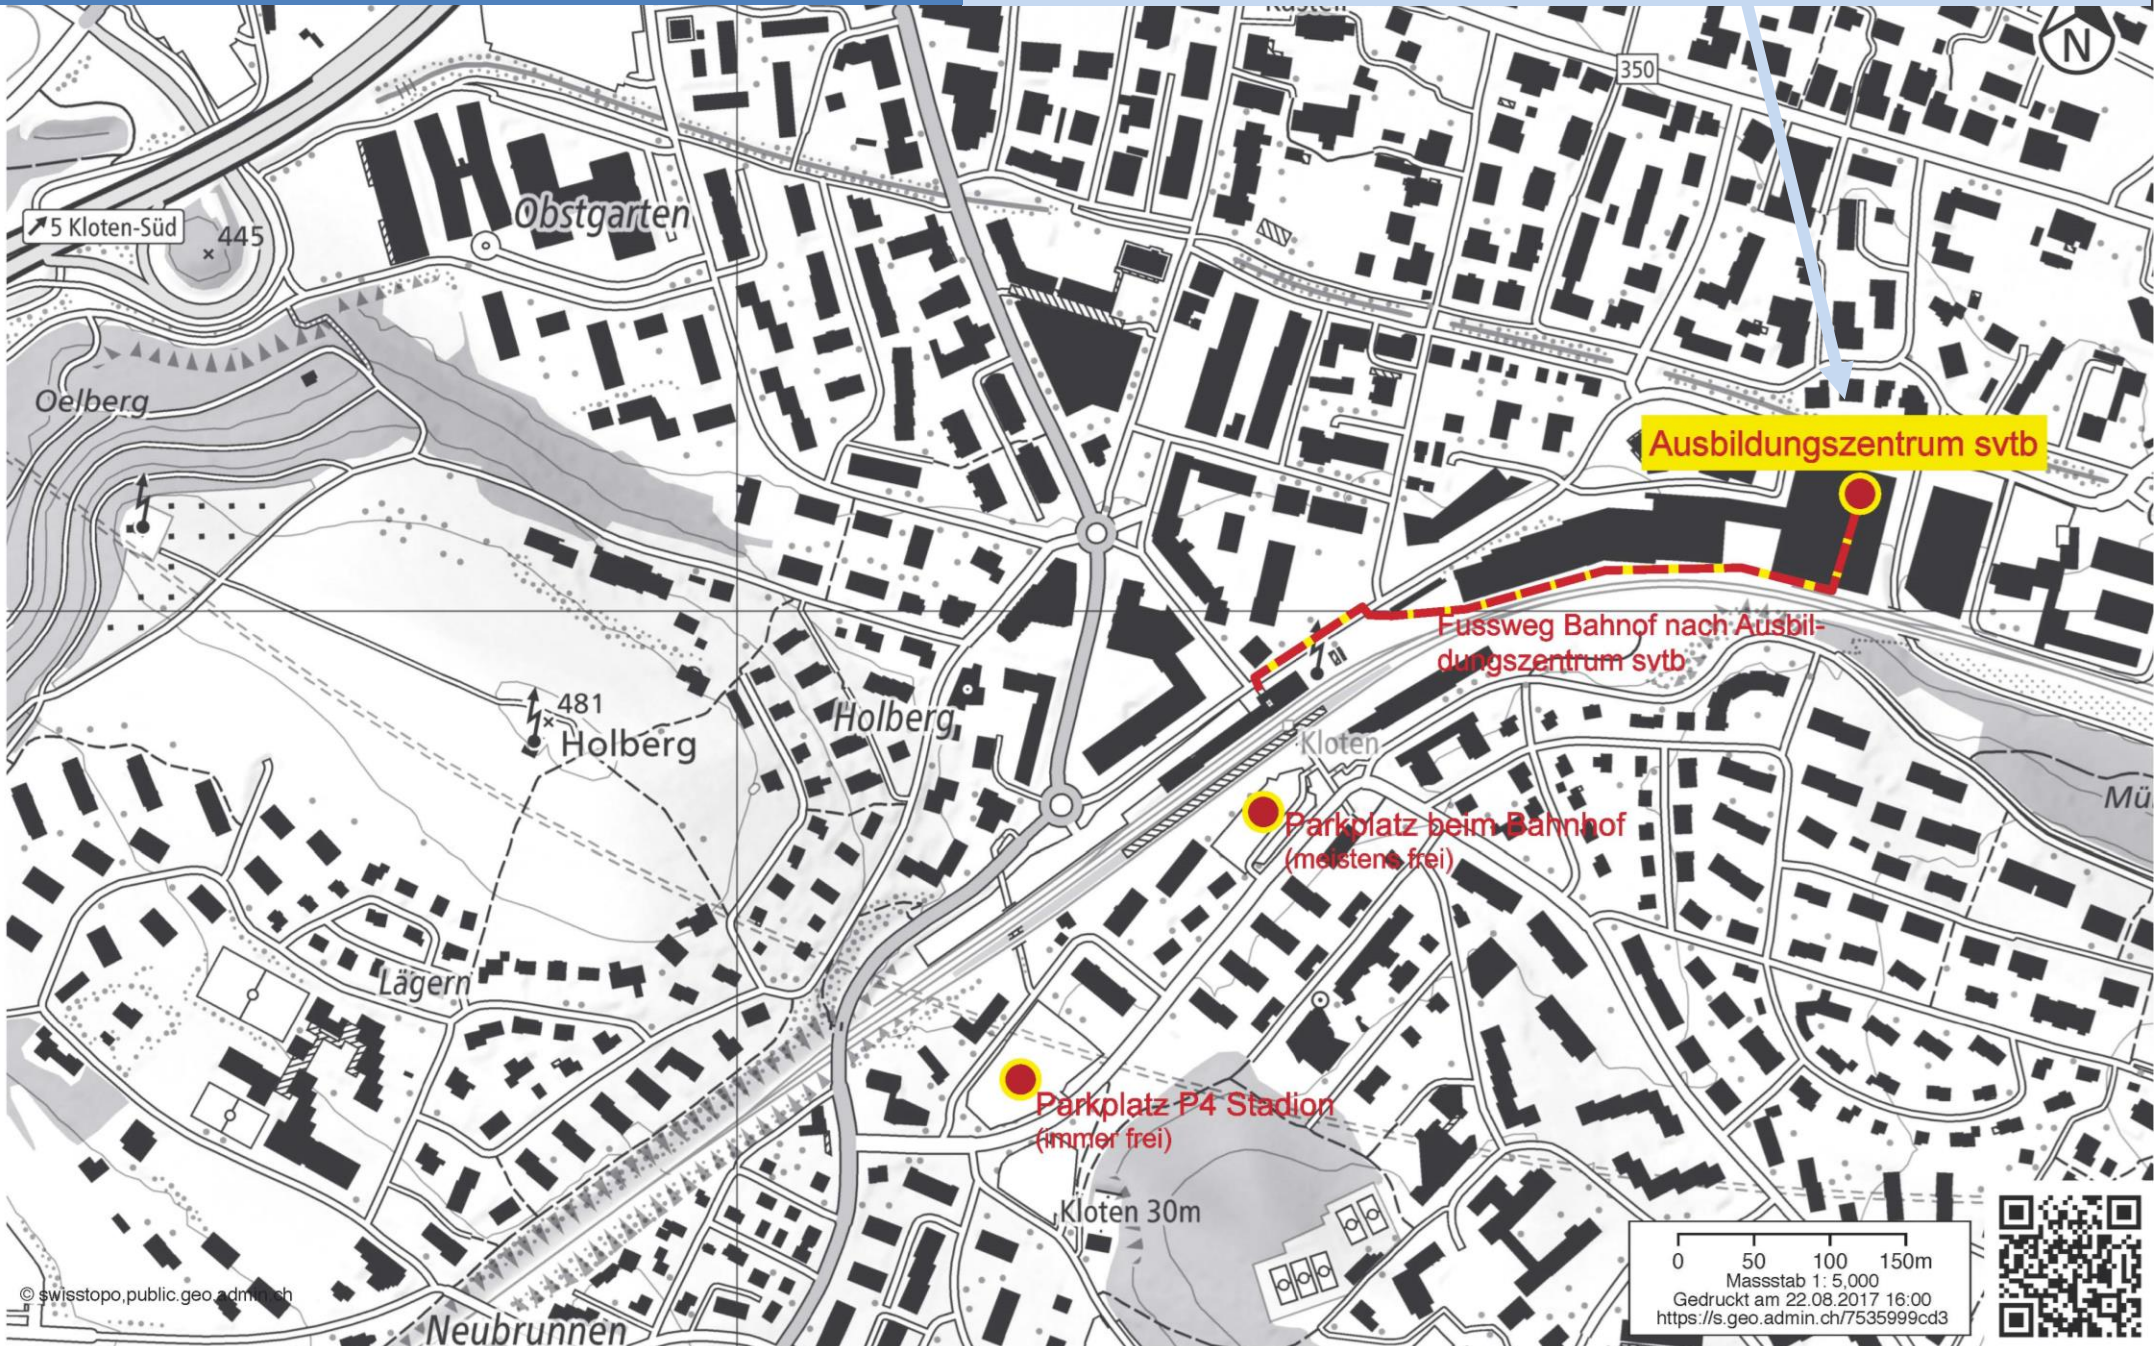 Kasten
N
350
Obstgarten
5 Kloten-Süd
445
Oelberg
Ausbildungszentrum svtb
Fussweg Bahnof nach Ausbil-
dungszentrum svtb
481
Holberg
Holberg
Kloten
Parkplatz beim Bahnhof
(meistens frei)
Mü
Lägern
Parkplatz P4 Stadion
(immer frei)
Kloten 30m
0 50 100 150m
Massstab 1: 5,000
Gedruckt am 22.08.2017 16:00
https://s.geo.admin.ch/7535999cd3
© swisstopo,public.geo.admin.ch
Neubrunnen